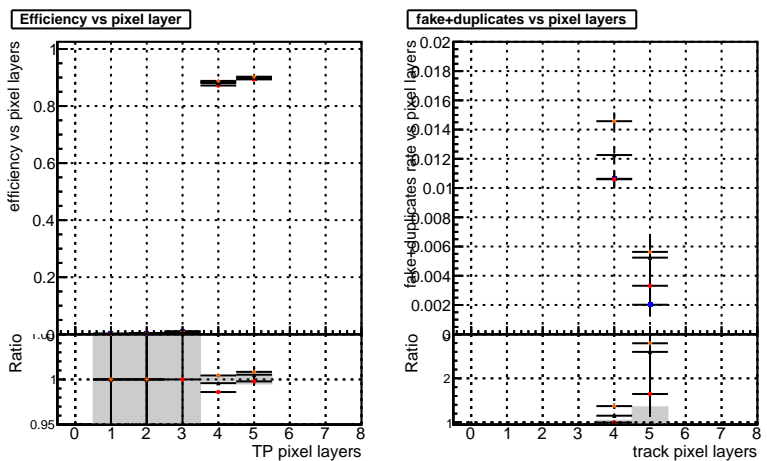 Efficiency vs pixel layer
efficiency vs pixel layers
1
0.8
0.6
0.4
0.2
0
Ratio
1
0.95
0 1 2 3 4 5 6 7 8
TP pixel layers
fake+duplicates vs pixel layers
fake+duplicates rate vs pixel layers
0.02
0.018
0.016
0.014
0.012
0.01
0.008
0.006
0.004
0.002
0
Ratio
2
1
0 1 2 3 4 5 6 7 8
track pixel layers